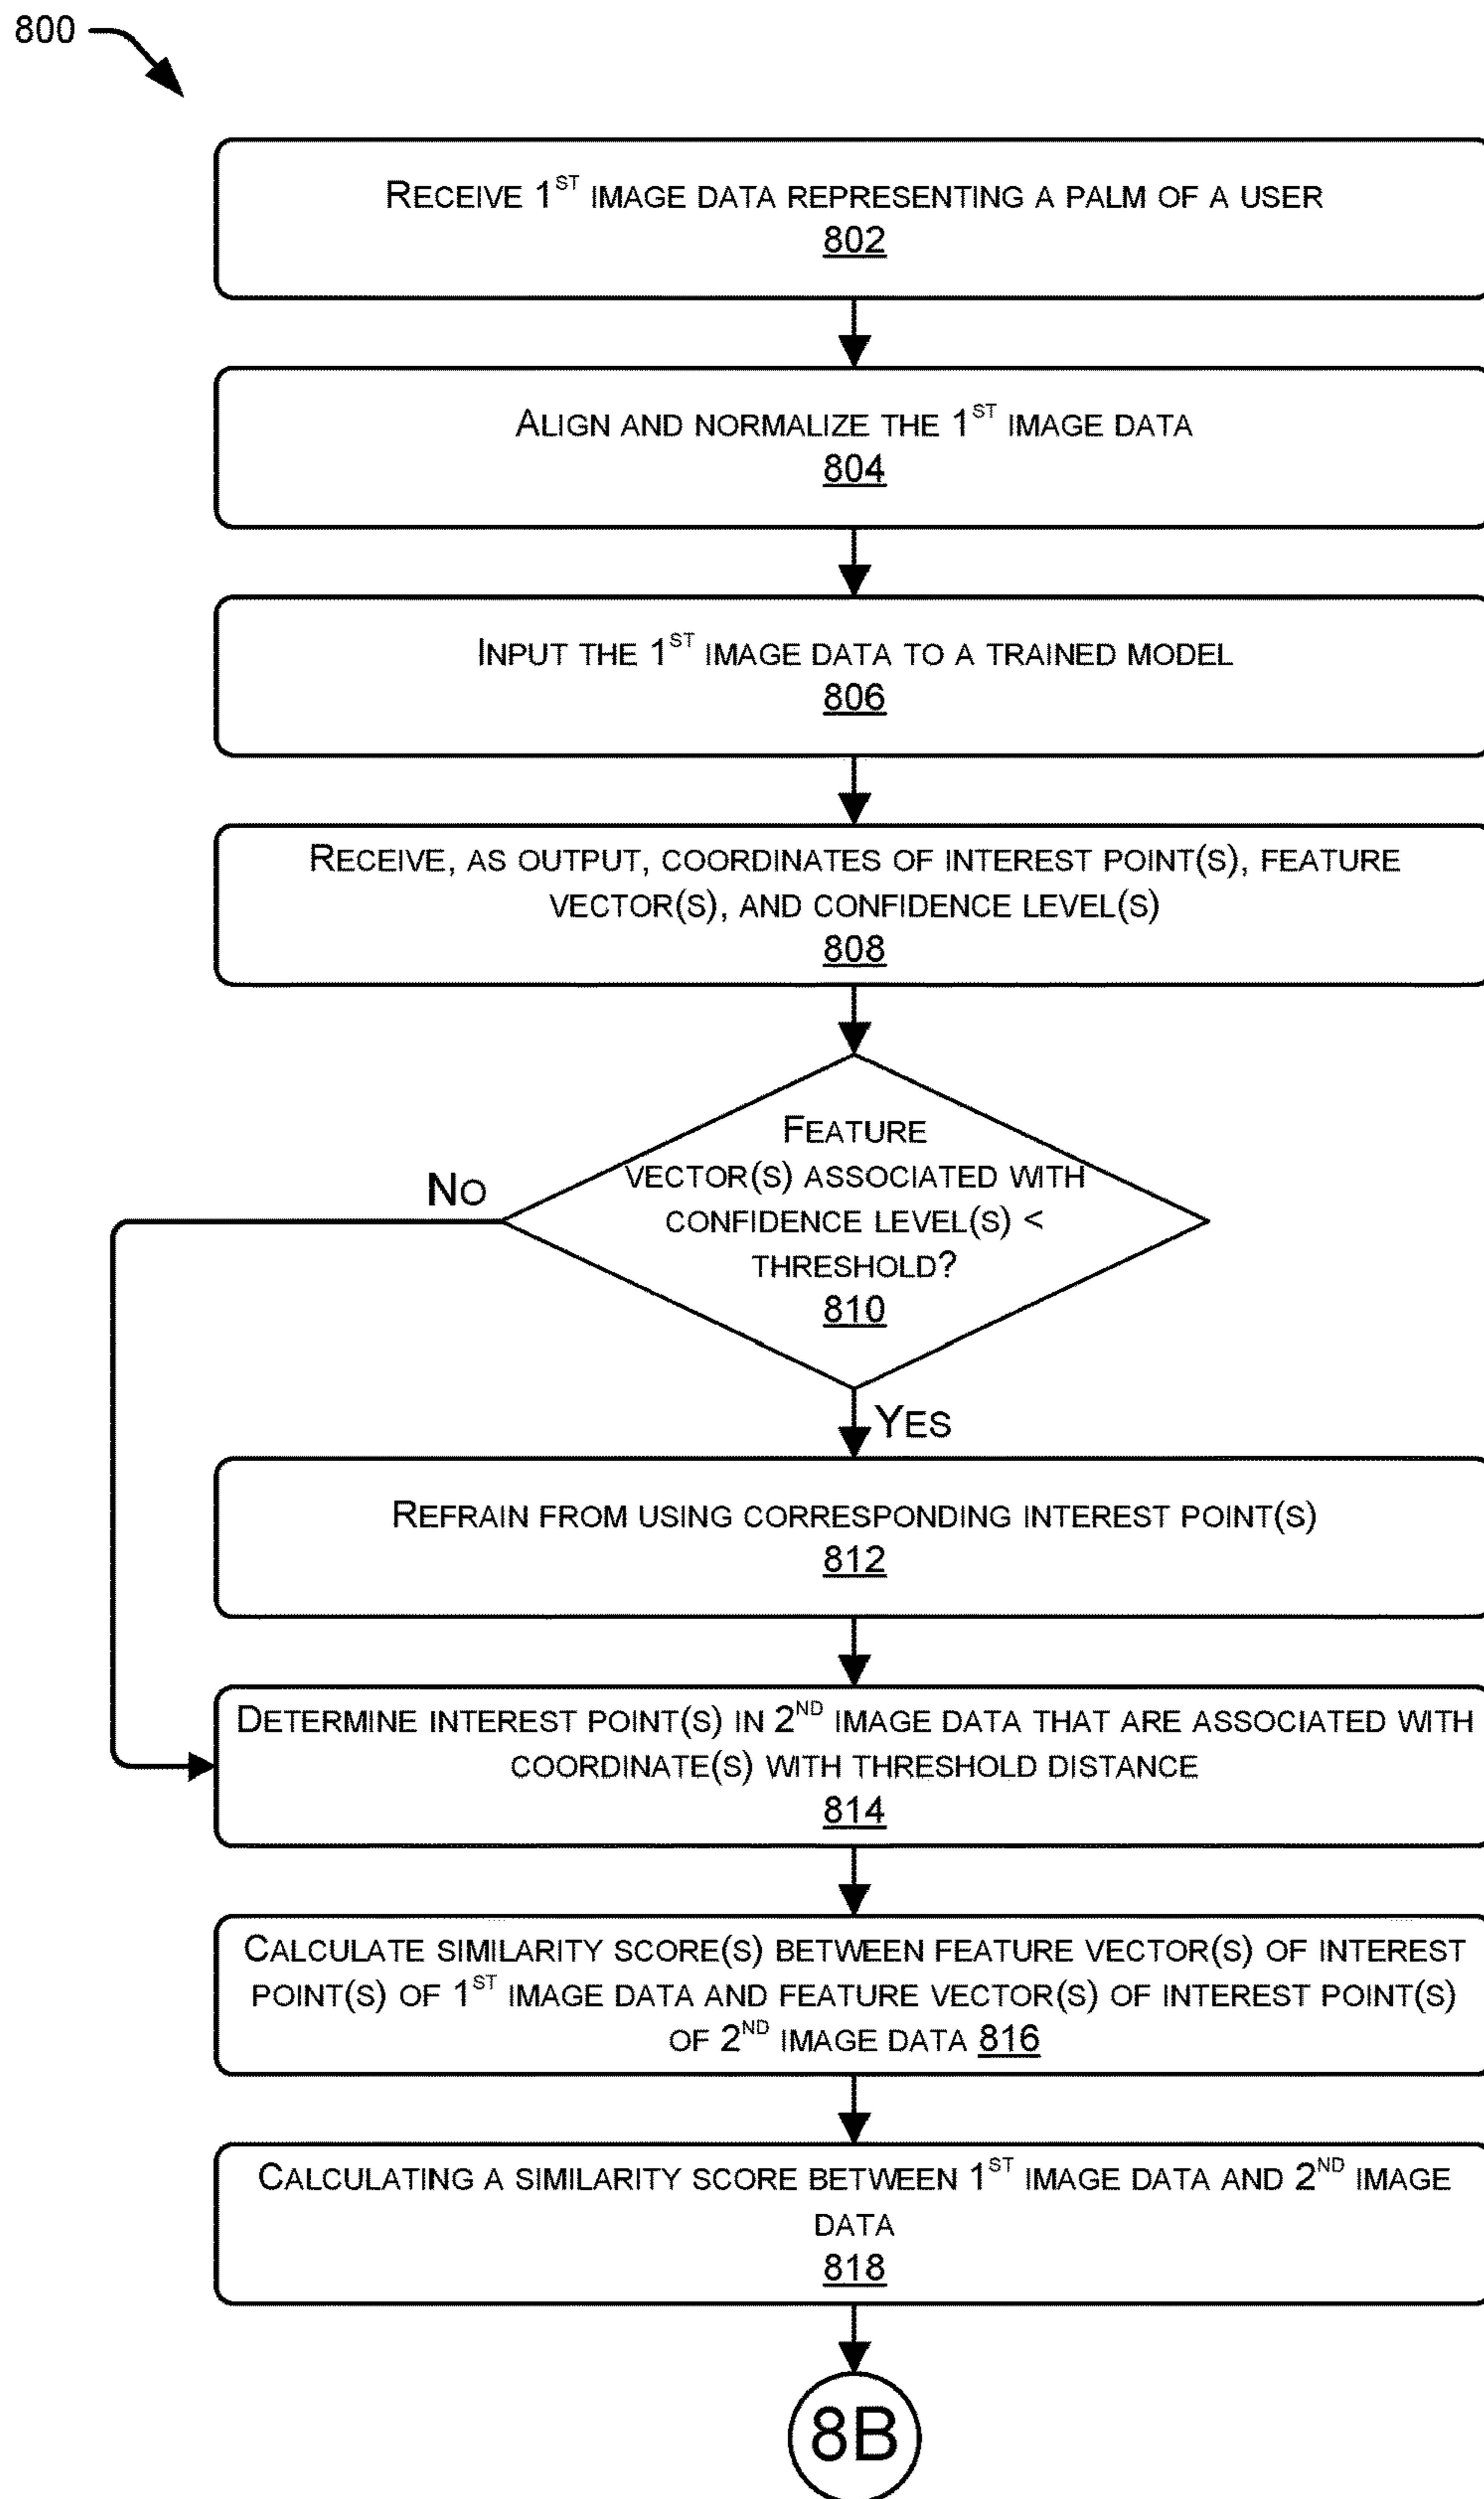 800
Receive 1st image data representing a palm of a user
802
Align and normalize the 1st image data
804
Input the 1st image data to a trained model
806
Receive, as output, coordinates of interest point(s), feature
vector(s), and confidence level(s)
808
Feature
vector(s) associated with
confidence level(s) <
threshold?
810
No
Yes
Refrain from using corresponding interest point(s)
812
Determine interest point(s) in 2nd image data that are associated with
coordinate(s) with threshold distance
814
Calculate similarity score(s) between feature vector(s) of interest
point(s) of 1st image data and feature vector(s) of interest point(s)
of 2nd image data 816
Calculating a similarity score between 1st image data and 2nd image
data
818
8B